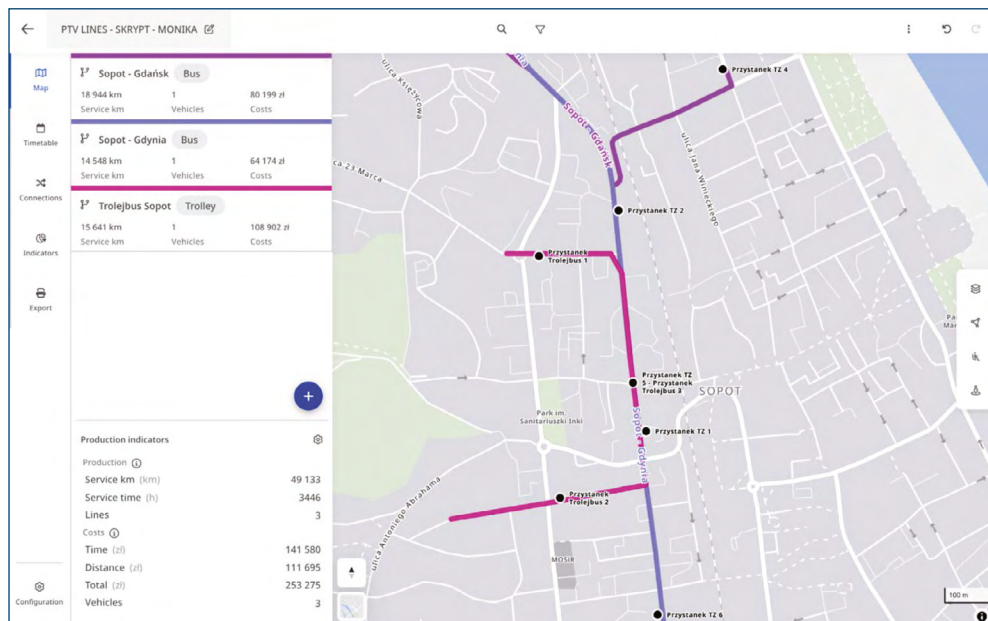 PTV LINES - SKRYPT - MONIKA
Map
Timetable
Connections
Indicators
Export
Configuration
Sopot - Gdańsk Bus
18 944 km 1 80 199 zł
Service km Vehicles Costs
Sopot - Gdynia Bus
14 548 km 1 64 174 zł
Service km Vehicles Costs
Trolejbus Sopot Trolley
15 641 km 1 108 902 zł
Service km Vehicles Costs
+
Production indicators
Production
Service km (km) 49 133
Service time (h) 3446
Lines 3
Costs
Time (zł) 141 580
Distance (zł) 111 695
Total (zł) 253 275
Vehicles 3
ulica Księżycowa
Sopot - Gdańsk
Przystanek TZ 4
ulica Jana Winieckiego
ca 23 Marca
Przystanek TZ 2
Przystanek
Trolejbus 1
Przystanek TZ
5 - Przystanek
Trolejbus 3
SOPOT
Park im.
Sanitariuszki Inki
Przystanek TZ 1
Sopot - Gdynia
Przystanek
Trolejbus 2
ulica Antoniego Abrahama
MOSiR
Przystanek TZ 6
100 m